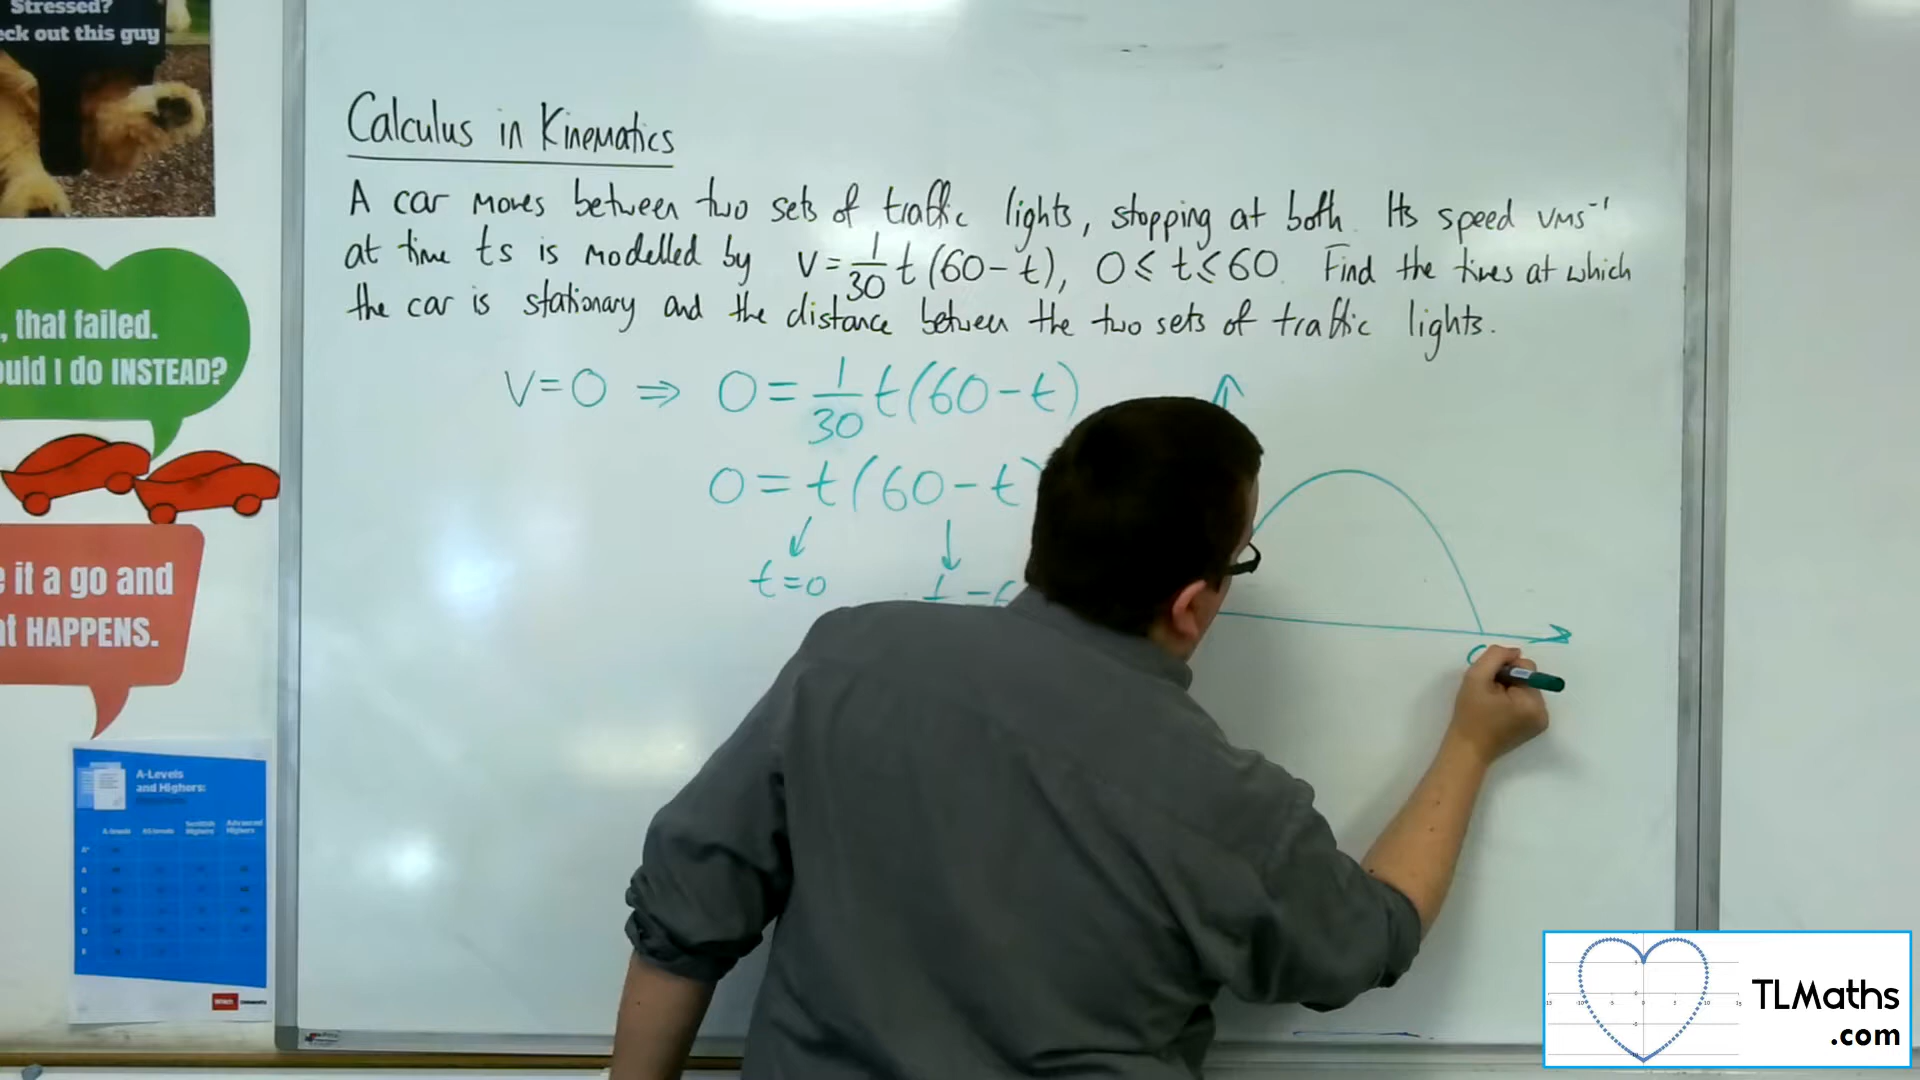 Stressed?
eck out this guy
, that failed.
ould I do INSTEAD?
e it a go and
at HAPPENS.
A-Levels
and Highers:
Calculus in Kinematics
A car moves between two sets of traffic lights, stopping at both. Its speed vms⁻¹
at time ts is modelled by v = 1/30 t(60-t), 0 ≤ t ≤ 60. Find the times at which
the car is stationary and the distance between the two sets of traffic lights.
v=0 ⇒ 0 = 1/30 t(60-t)
0 = t(60-t)
t=0
TLMaths
.com